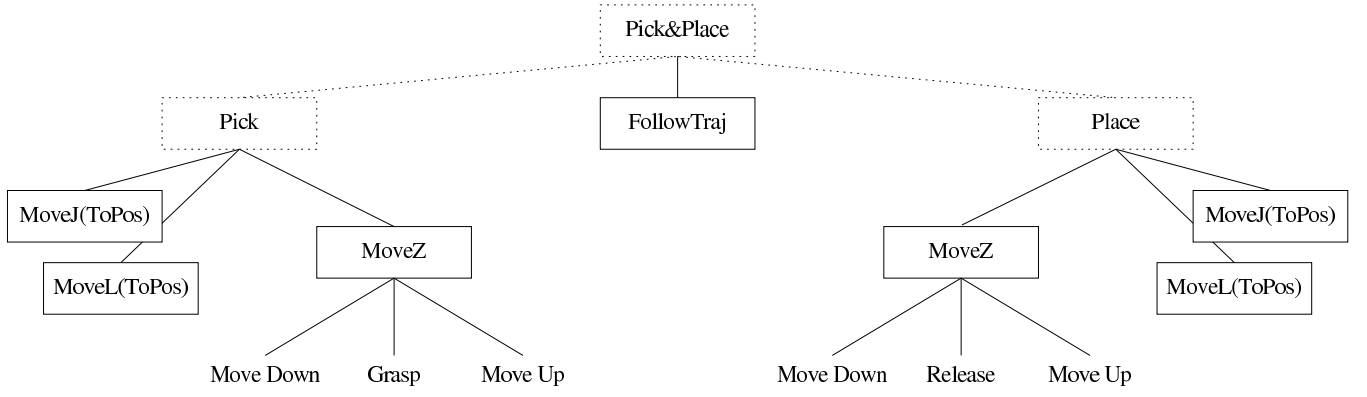 Pick&Place
Pick
FollowTraj
Place
MoveJ(ToPos)
MoveJ(ToPos)
MoveZ
MoveZ
MoveL(ToPos)
MoveL(ToPos)
Move Down
Grasp
Move Up
Move Down
Release
Move Up